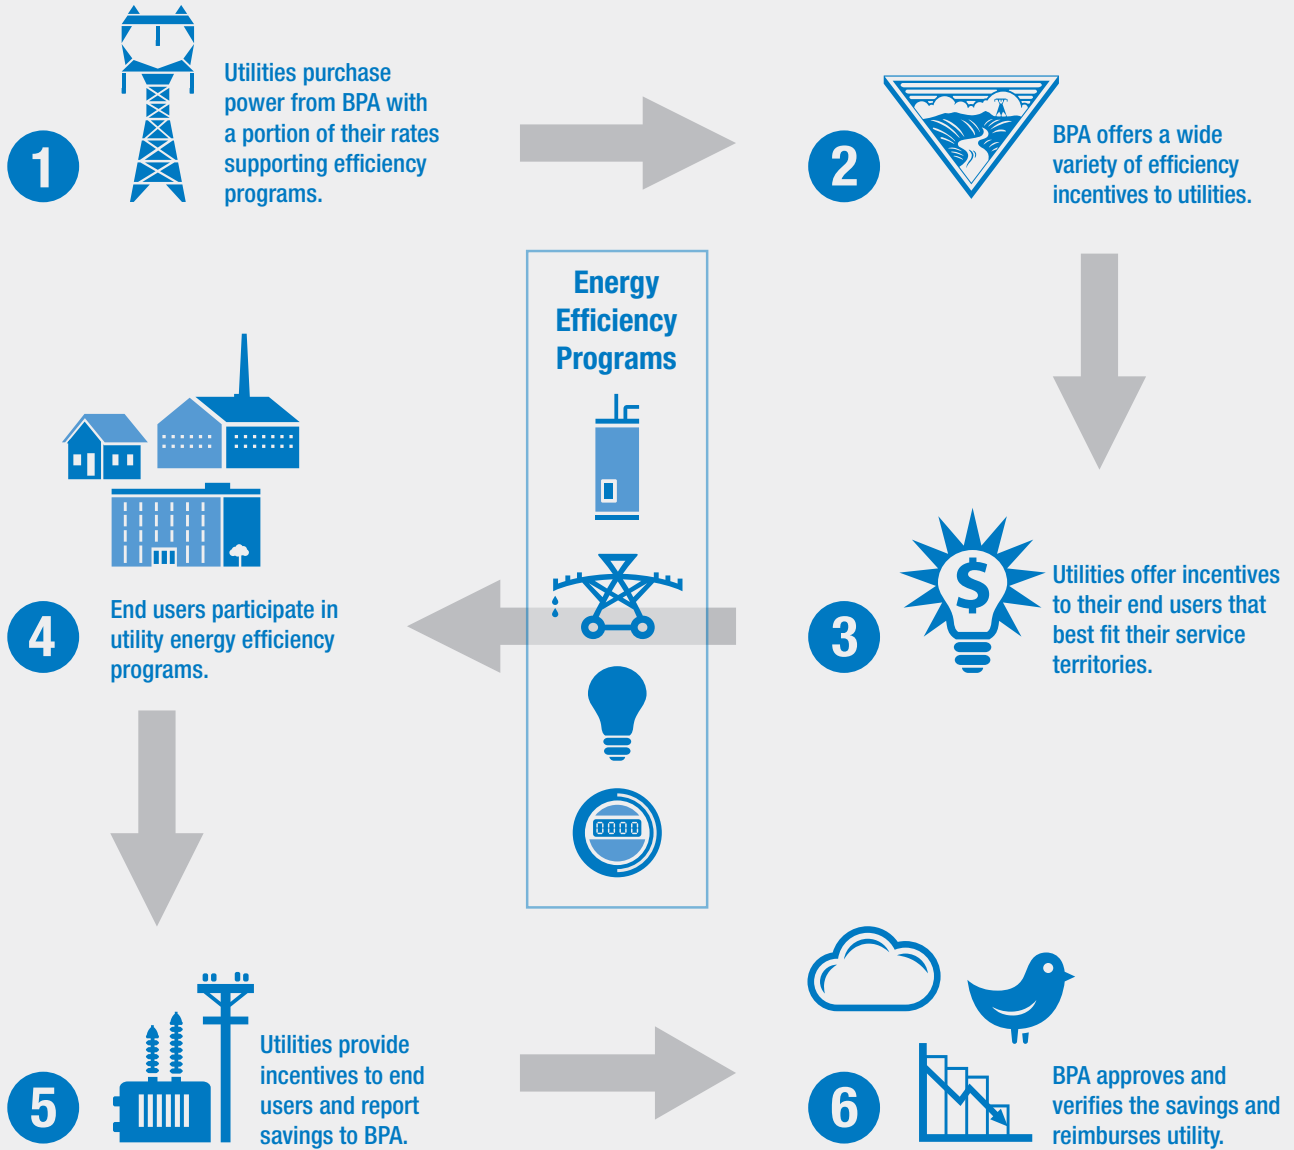 1
Utilities purchase
power from BPA with
a portion of their rates
supporting efficiency
programs.
2
BPA offers a wide
variety of efficiency
incentives to utilities.
Energy
Efficiency
Programs
0000
3
$
Utilities offer incentives
to their end users that
best fit their service
territories.
4
End users participate in
utility energy efficiency
programs.
5
Utilities provide
incentives to end
users and report
savings to BPA.
6
BPA approves and
verifies the savings and
reimburses utility.